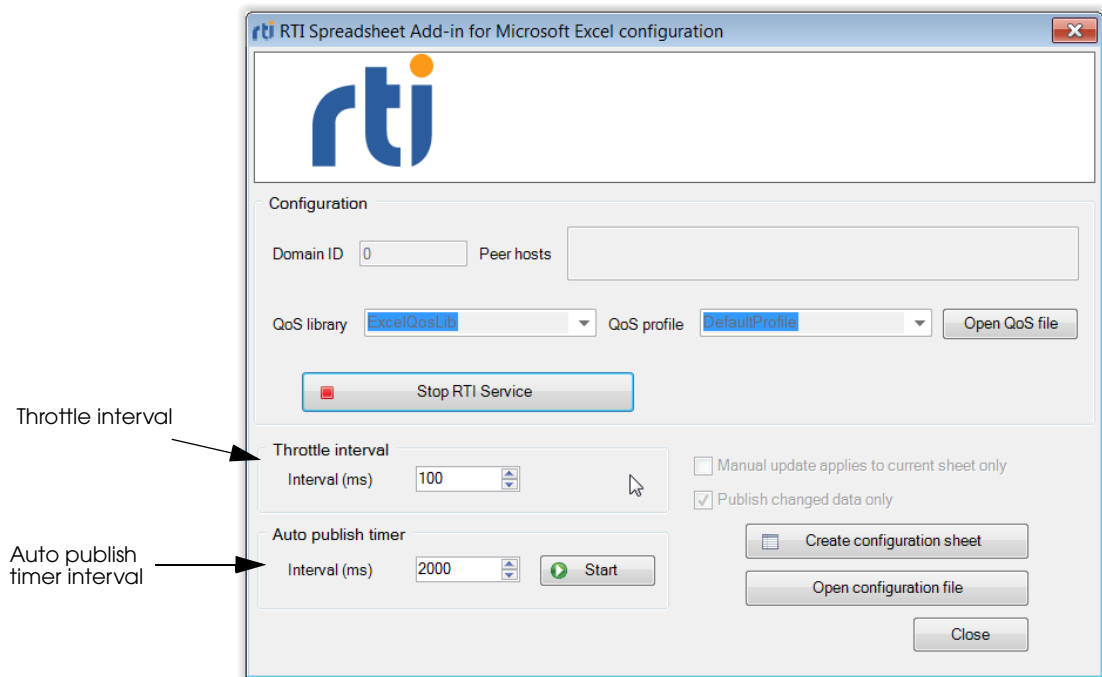 rti RTI Spreadsheet Add-in for Microsoft Excel configuration
rti
Configuration
Domain ID 0 Peer hosts
QoS library ExcelQosLib QoS profile DefaultProfile Open QoS file
Stop RTI Service
Throttle interval
Throttle interval
Interval (ms) 100
Manual update applies to current sheet only
Publish changed data only
Auto publish timer
Auto publish
timer interval
Interval (ms) 2000 Start
Create configuration sheet
Open configuration file
Close